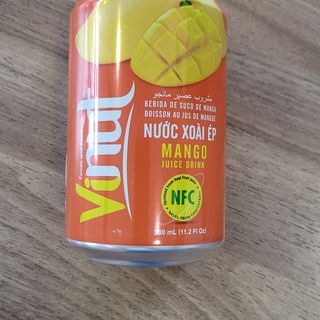 Vinut
مشروب عصير مانجو
BEBIDA DE SUCO DE MANGA
BOISSON AU JUS DE MANGUE
NƯỚC XOÀI ÉP
MANGO
JUICE DRINK
NFC
330 mL (11.2 Fl Oz)